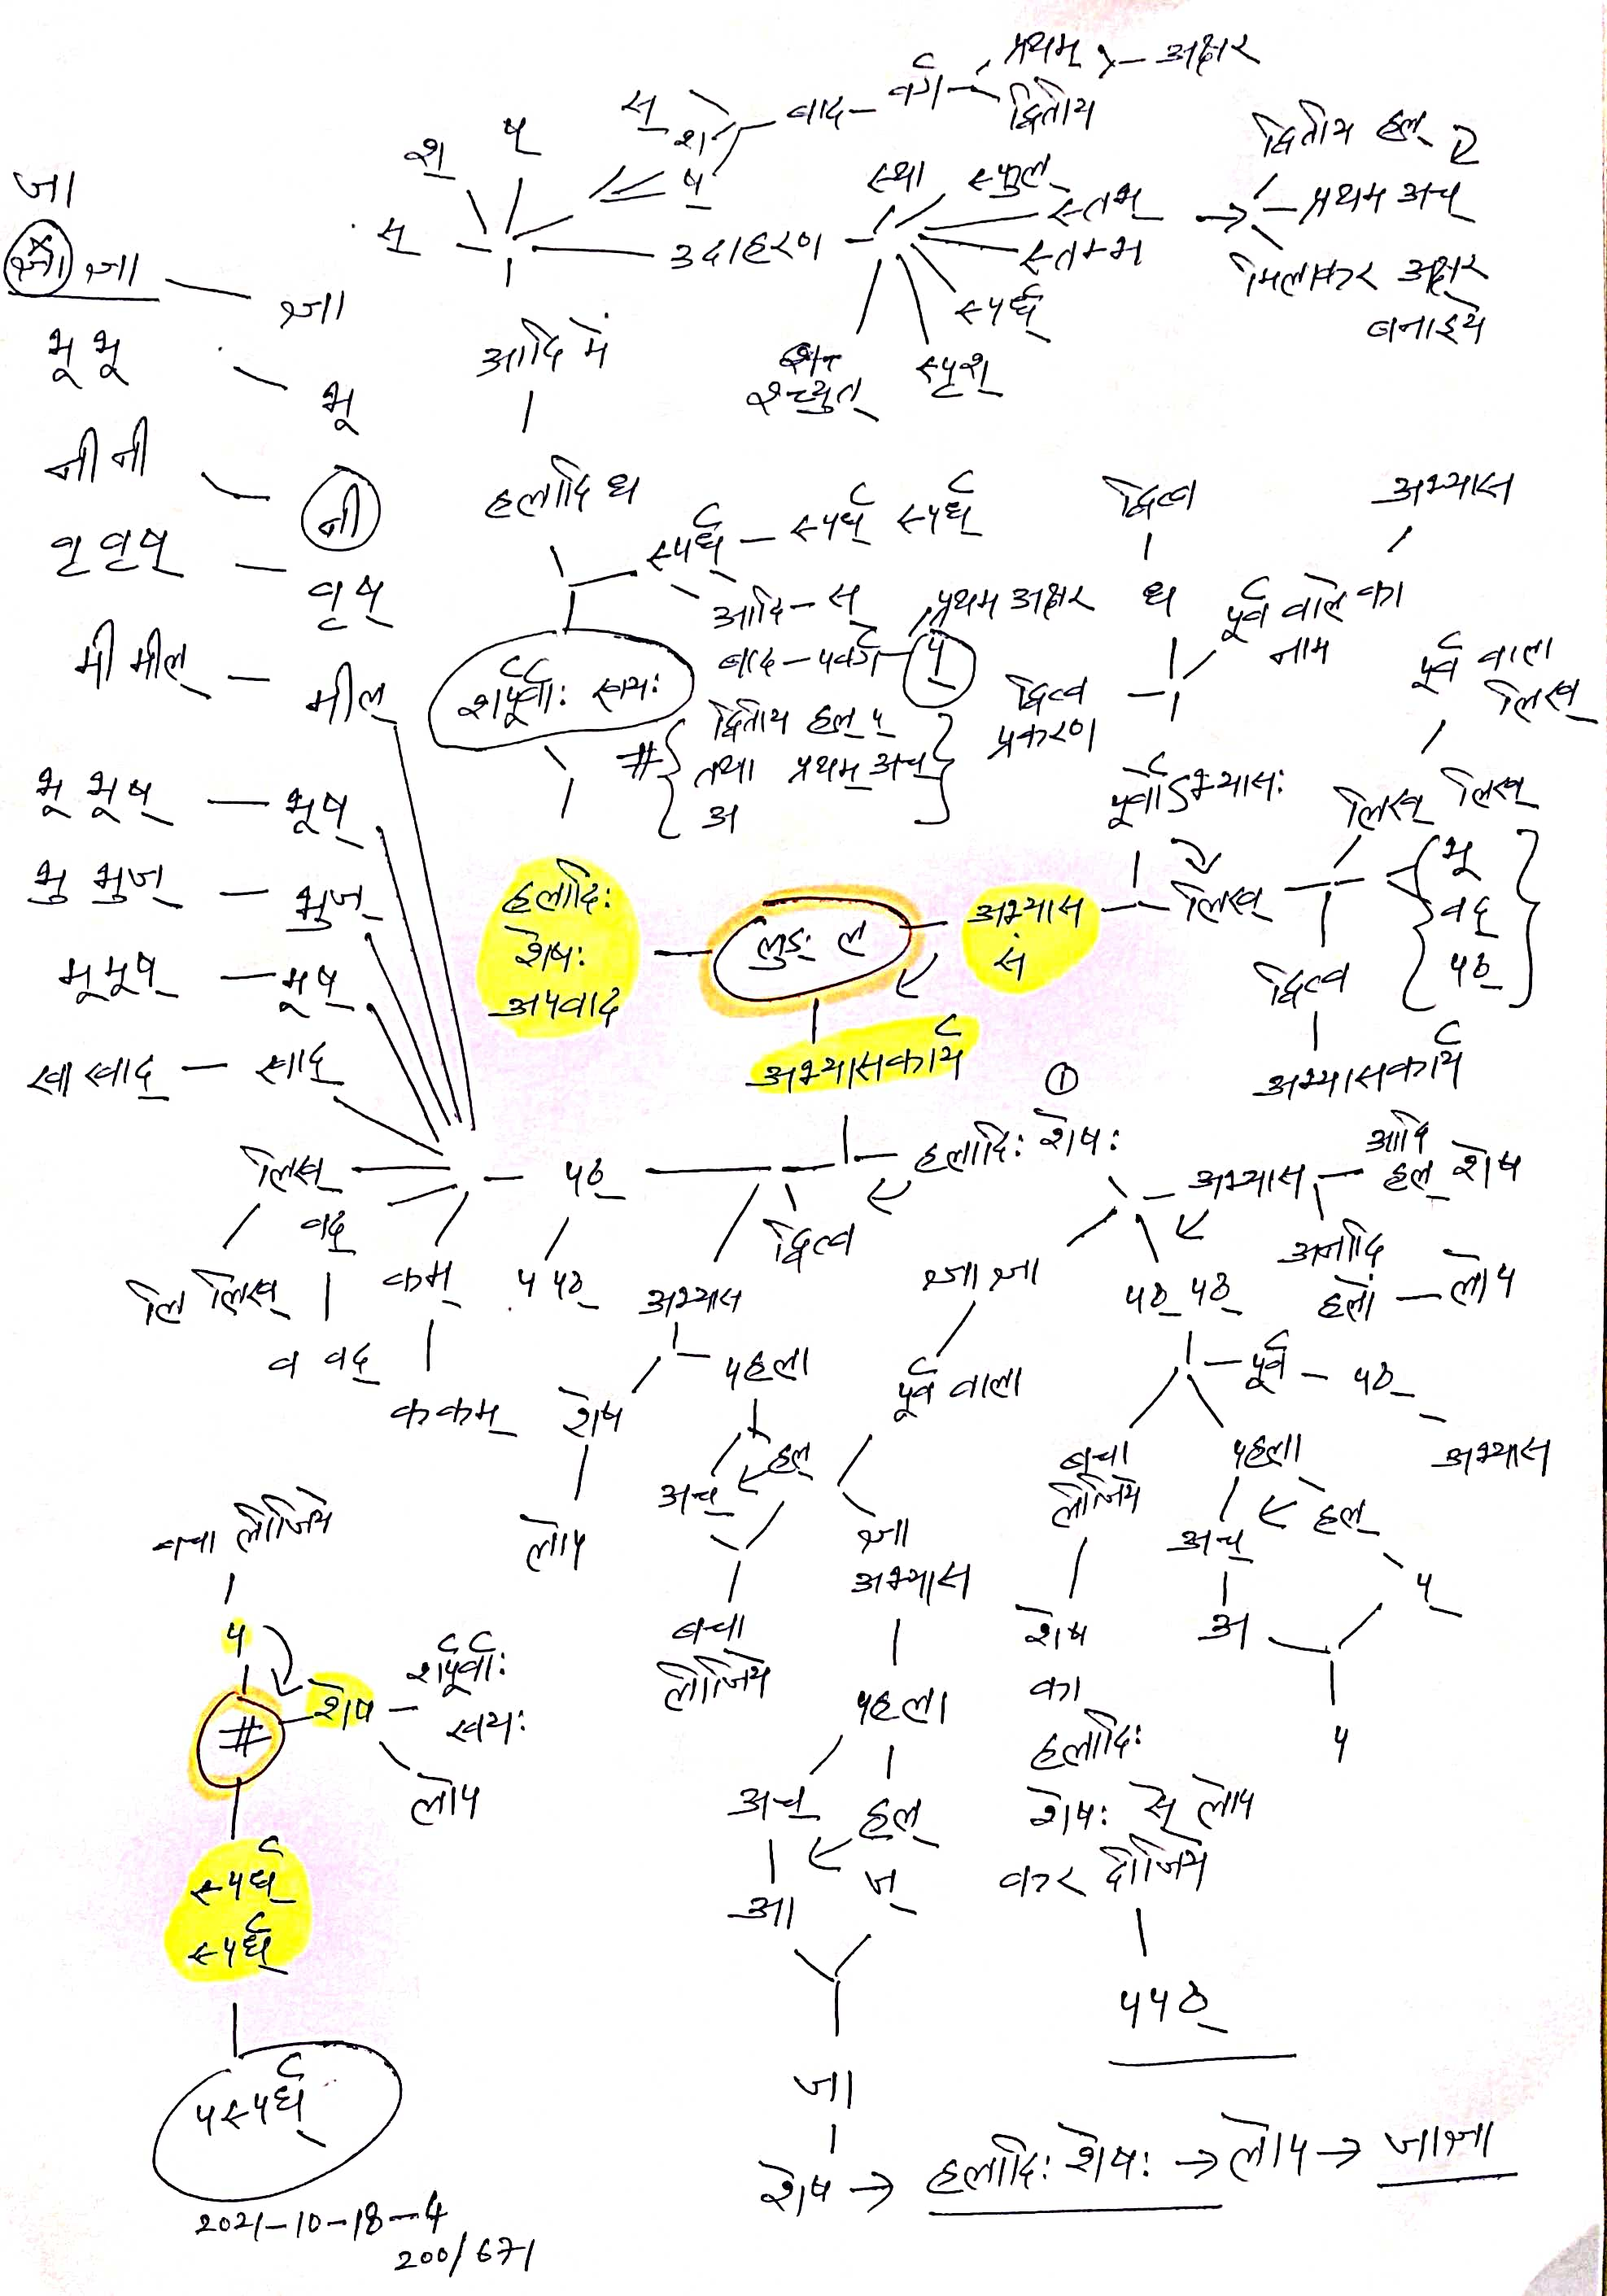 प्रथम् – अक्षर
स् श् ष् – बाद – वर्ग – द्वितीय
श् ष्
स्
उदाहरण
स्था स्फुल् स्तभ् स्तम्भ स्पर्ध् स्पृश्
श्च्युत्
द्वितीय हल्
प्रथम अच्
मिलाकर अक्षर
बनाइये
आदि में
हलादि धा
जा
ज्ञा – ज्ञा
भू भू – भू
नी नी – नी
वृ वृष् – वृष्
मी मील् – मील्
भू भूष् – भूष्
भु भुज् – भुज्
मू मूष् – मूष्
खा खाद् – खाद्
स्पर्ध् – स्पर्ध् स्पर्ध्
आदि – स्
बाद – पवर्ग – प्
प्रथम अक्षर
शर्पूर्वाः खयः
# द्वितीय हल् प्
तथा प्रथम् अच्
अ
द्वित्व
धा
अभ्यास
पूर्व वाले का
नाम
द्वित्व
प्रकरण
पूर्व वाला
लिख्
पूर्वोऽभ्यासः
लिख् लिख्
लिख्
भू
वद्
पठ्
द्वित्व
अभ्यासकार्य
हलादिः
शेषः
अपवाद
लुङ् ल
अभ्यास
सं
अभ्यासकार्य
①
हलादिः शेषः
अभ्यास
आदि
हल् शेष
अनादि
हलों – लोप
लिख् – पठ्
वद्
द्वित्व
लि लिख्
व वद्
कम्
क कम्
प पठ्
अभ्यास
पहला
शेष
लोप
हल्
अच्
बचा
लीजिये
ज्ञा ज्ञा
पूर्व वाला
ज्ञा
अभ्यास
पहला
अच् हल्
आ ज्
जा
शेष → हलादिः शेषः → लोप → जाज्ञा
पठ् पठ्
पूर्व – पठ्
अभ्यास
बचा
लीजिये
पहला
अच् हल्
अ प्
प
शेष
का
हलादिः
शेषः से लोप
कर दीजिये
पपठ्
बचा लीजिये
प
# – शेष – शर्पूर्वाः
खयः
लोप
स्पर्ध्
स्पर्ध्
पस्पर्ध्
2021-10-18-4
200/671